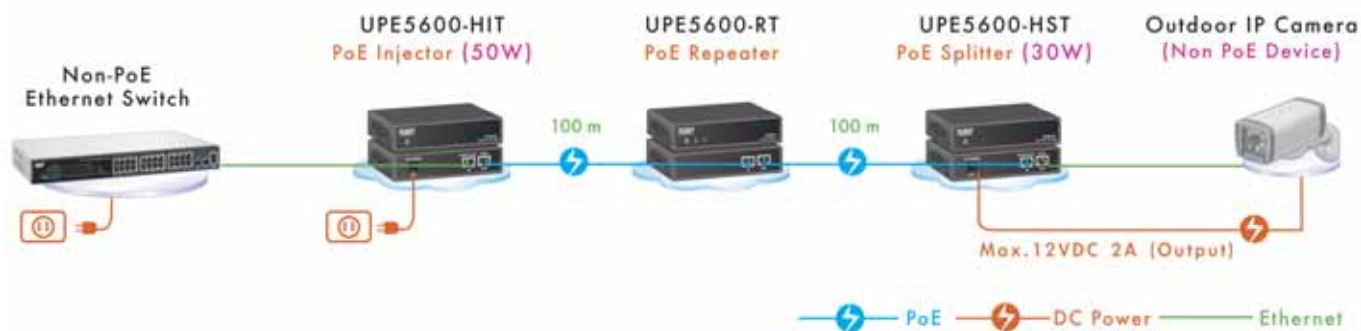 UPE5600-HIT
PoE Injector (50W)
UPE5600-RT
PoE Repeater
UPE5600-HST
PoE Splitter (30W)
Outdoor IP Camera
(Non PoE Device)
Non-PoE
Ethernet Switch
100 m
100 m
Max.12VDC 2A (Output)
PoE
DC Power
Ethernet